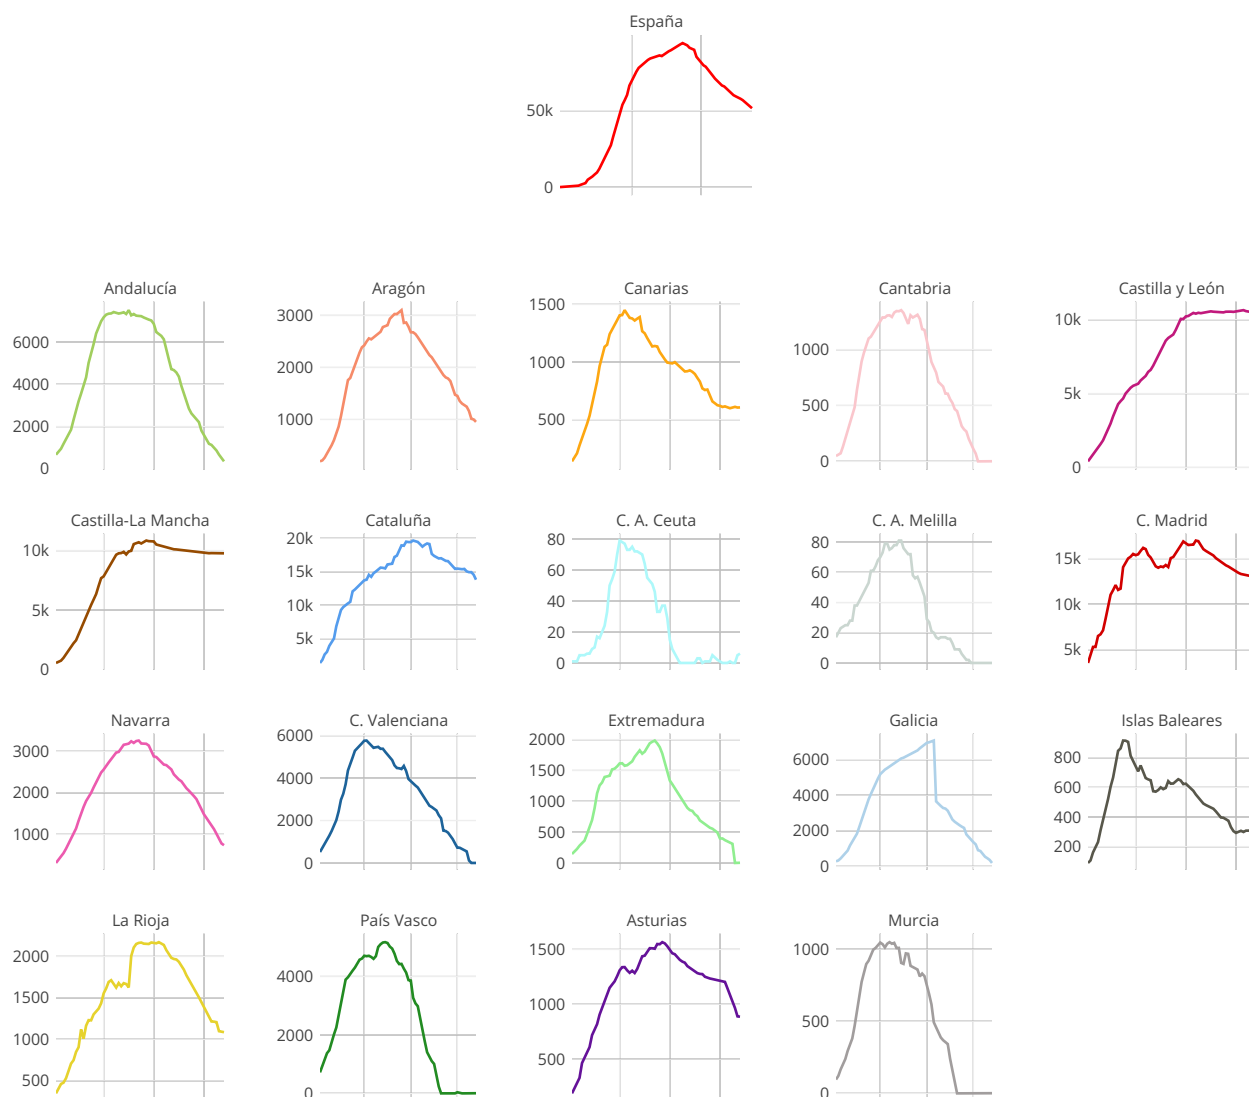 España
50k
0
Andalucía
Aragón
Canarias
Cantabria
Castilla y León
6000
4000
2000
0
3000
2000
1000
1500
1000
500
1000
500
0
10k
5k
0
Castilla-La Mancha
Cataluña
C. A. Ceuta
C. A. Melilla
C. Madrid
10k
5k
0
20k
15k
10k
5k
80
60
40
20
0
80
60
40
20
0
15k
10k
5k
Navarra
C. Valenciana
Extremadura
Galicia
Islas Baleares
3000
2000
1000
6000
4000
2000
0
2000
1500
1000
500
0
6000
4000
2000
0
800
600
400
200
La Rioja
País Vasco
Asturias
Murcia
2000
1500
1000
500
4000
2000
0
1500
1000
500
1000
500
0